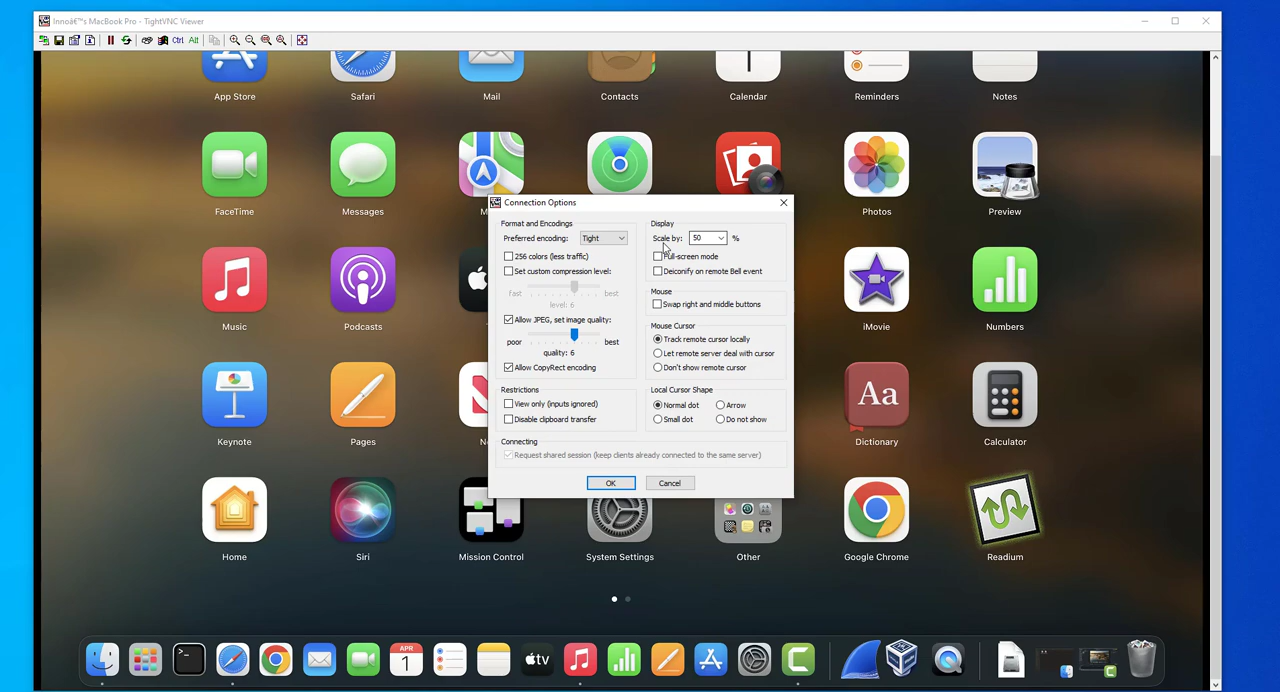 Innoâ€™s MacBook Pro - TightVNC Viewer
Ctrl Alt
App Store Safari Mail Contacts Calendar Reminders Notes
FaceTime Messages Photos Preview
Connection Options
Format and Encodings
Preferred encoding: Tight
256 colors (less traffic)
Set custom compression level:
fast best
level: 6
Allow JPEG, set image quality:
poor best
quality: 6
Allow CopyRect encoding
Restrictions
View only (inputs ignored)
Disable clipboard transfer
Display
Scale by: 50 %
Full-screen mode
Deiconify on remote Bell event
Mouse
Swap right and middle buttons
Mouse Cursor
Track remote cursor locally
Let remote server deal with cursor
Don't show remote cursor
Local Cursor Shape
Normal dot Arrow
Small dot Do not show
Connecting
Request shared session (keep clients already connected to the same server)
OK Cancel
Music Podcasts iMovie Numbers
Aa
Keynote Pages Dictionary Calculator
Home Siri Mission Control System Settings Other Google Chrome Readium
APR
1
tv